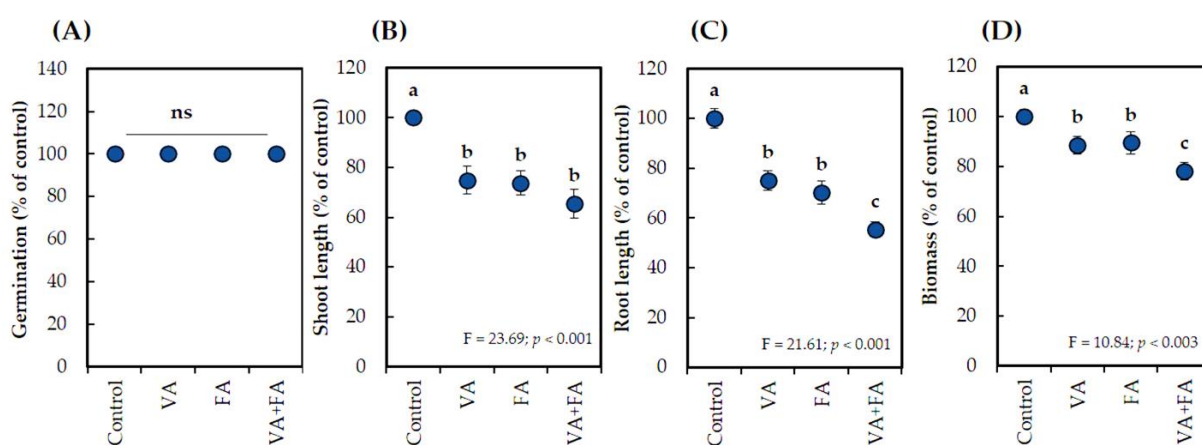 (A)
Germination (% of control)
140
120
100
80
60
40
20
0
ns
Control
VA
FA
VA+FA
(B)
Shoot length (% of control)
120
100
80
60
40
20
0
a
b
b
b
F = 23.69; p < 0.001
Control
VA
FA
VA+FA
(C)
Root length (% of control)
120
100
80
60
40
20
0
a
b
b
c
F = 21.61; p < 0.001
Control
VA
FA
VA+FA
(D)
Biomass (% of control)
120
100
80
60
40
20
0
a
b
b
c
F = 10.84; p < 0.003
Control
VA
FA
VA+FA